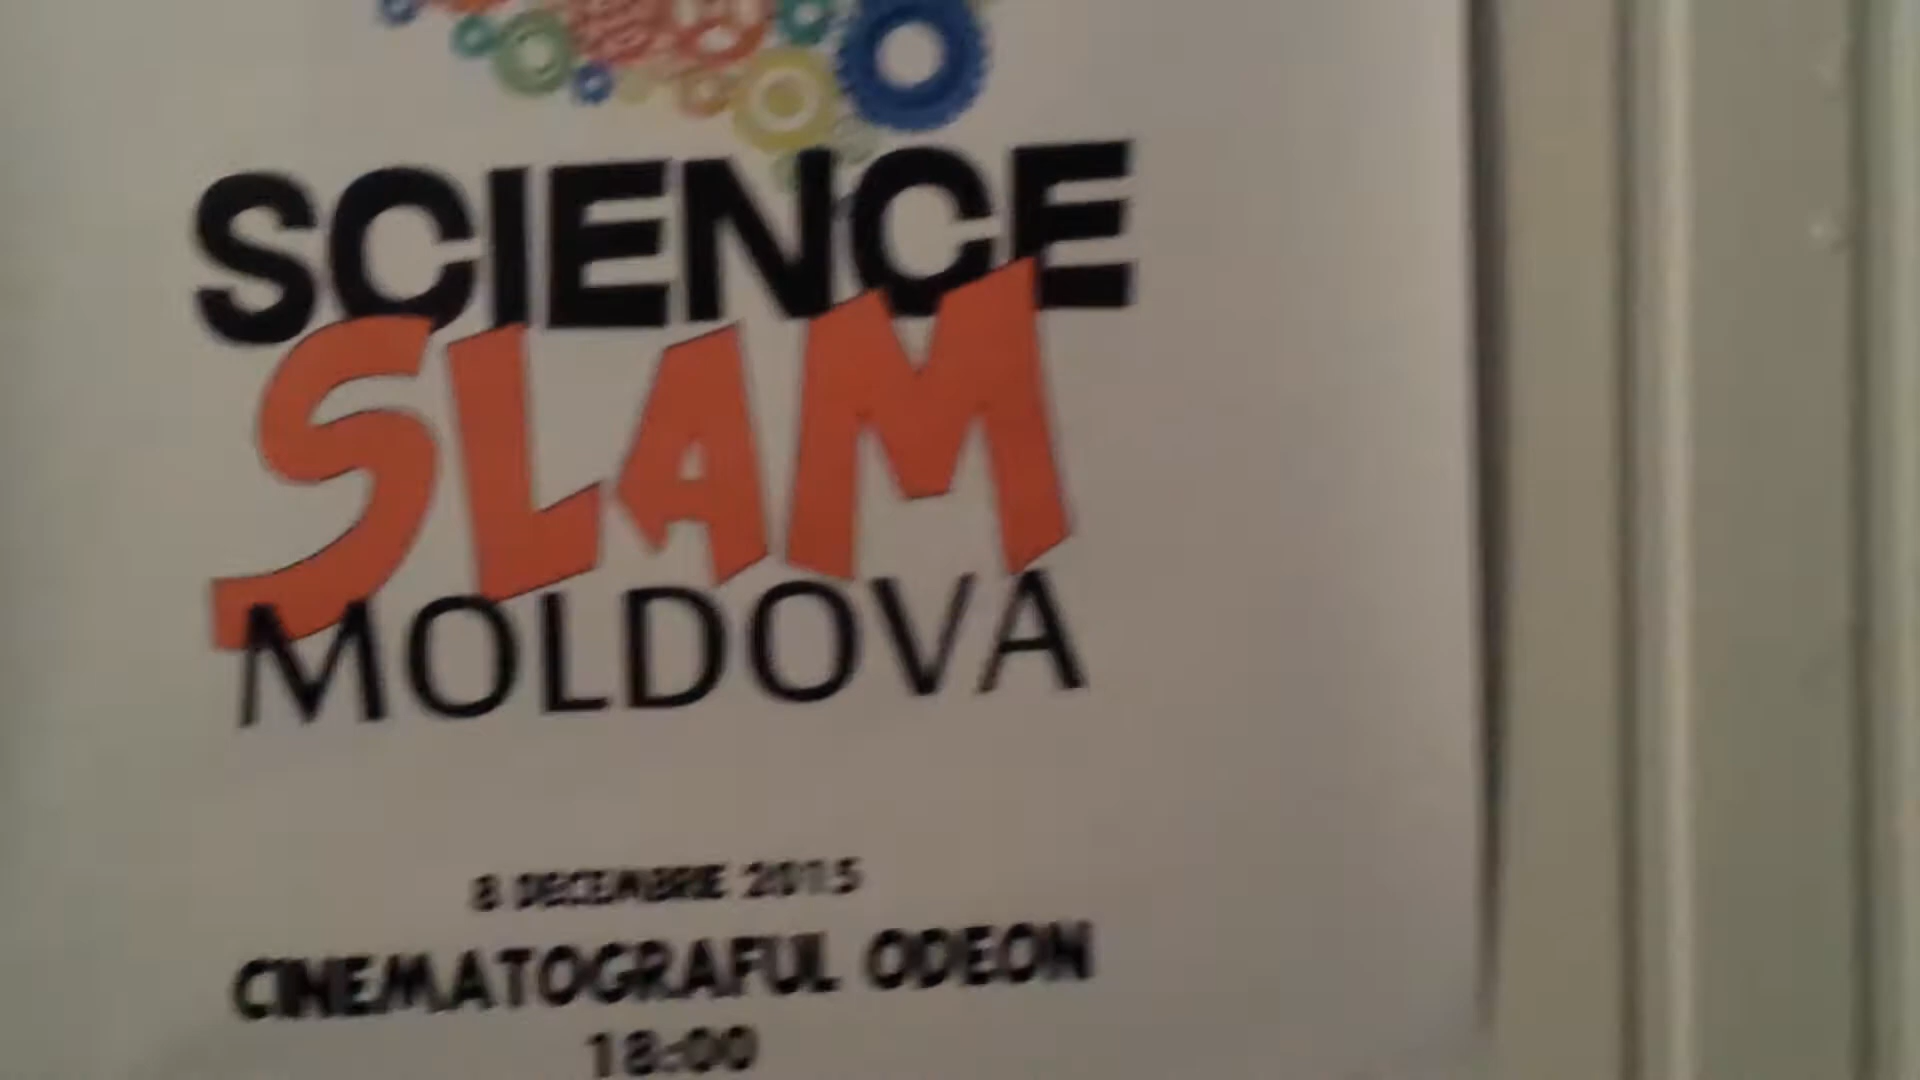 SCIENCE
SLAM
MOLDOVA
8 DECEMBRIE 2015
CINEMATOGRAFUL ODEON
18:00